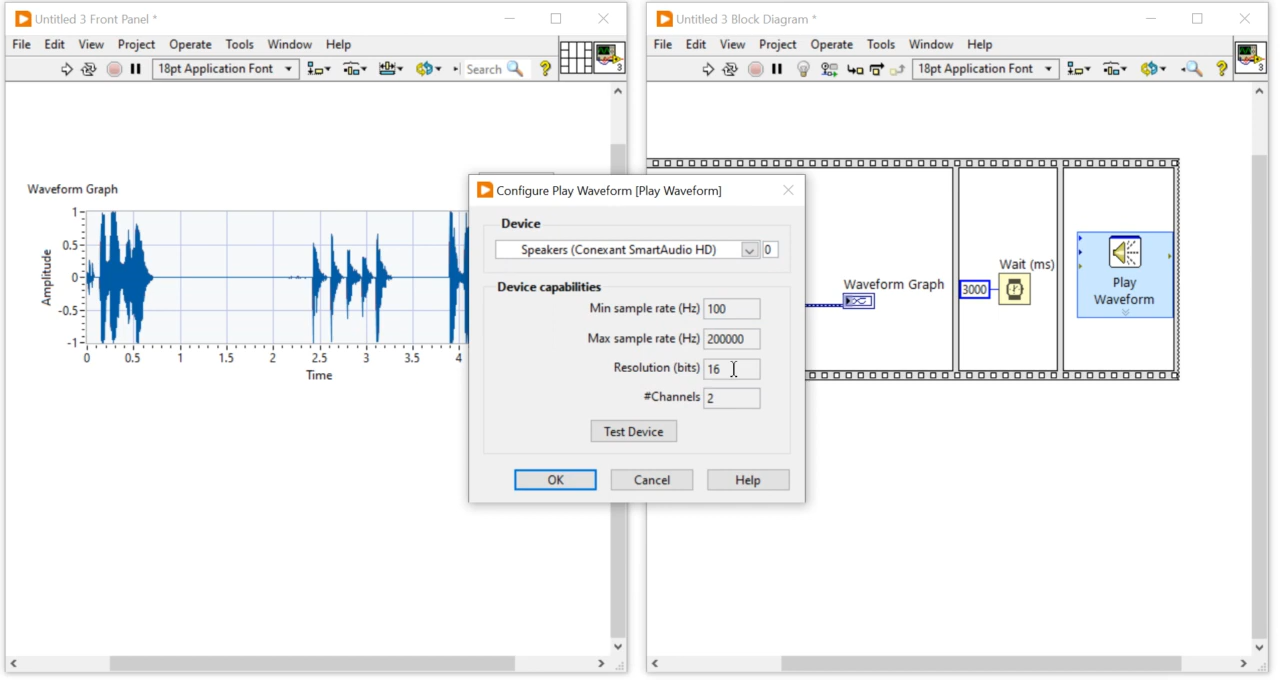 Untitled 3 Front Panel *
File Edit View Project Operate Tools Window Help
18pt Application Font
Search
?
3
Waveform Graph
Amplitude
1
0.5
0
-0.5
-1
0 0.5 1 1.5 2 2.5 3 3.5 4
Time
Configure Play Waveform [Play Waveform]
Device
Speakers (Conexant SmartAudio HD) 0
Device capabilities
Min sample rate (Hz) 100
Max sample rate (Hz) 200000
Resolution (bits) 16
#Channels 2
Test Device
OK Cancel Help
Untitled 3 Block Diagram *
File Edit View Project Operate Tools Window Help
18pt Application Font
?
3
Waveform Graph
Wait (ms)
3000
Play
Waveform